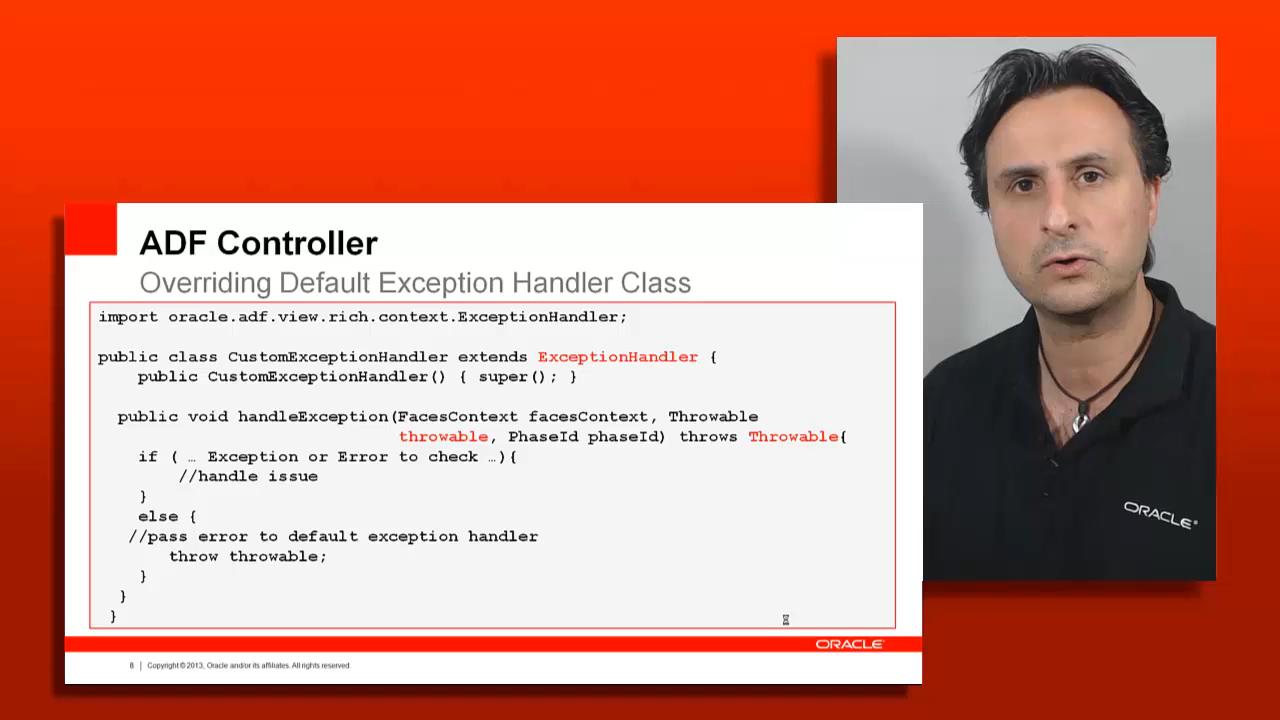 ADF Controller
Overriding Default Exception Handler Class
import oracle.adf.view.rich.context.ExceptionHandler;
public class CustomExceptionHandler extends ExceptionHandler {
public CustomExceptionHandler() { super(); }
public void handleException(FacesContext facesContext, Throwable
throwable, PhaseId phaseId) throws Throwable{
if ( … Exception or Error to check …){
//handle issue
}
else {
//pass error to default exception handler
throw throwable;
}
}
}
ORACLE
8 | Copyright © 2013, Oracle and/or its affiliates. All rights reserved.
ORACLE